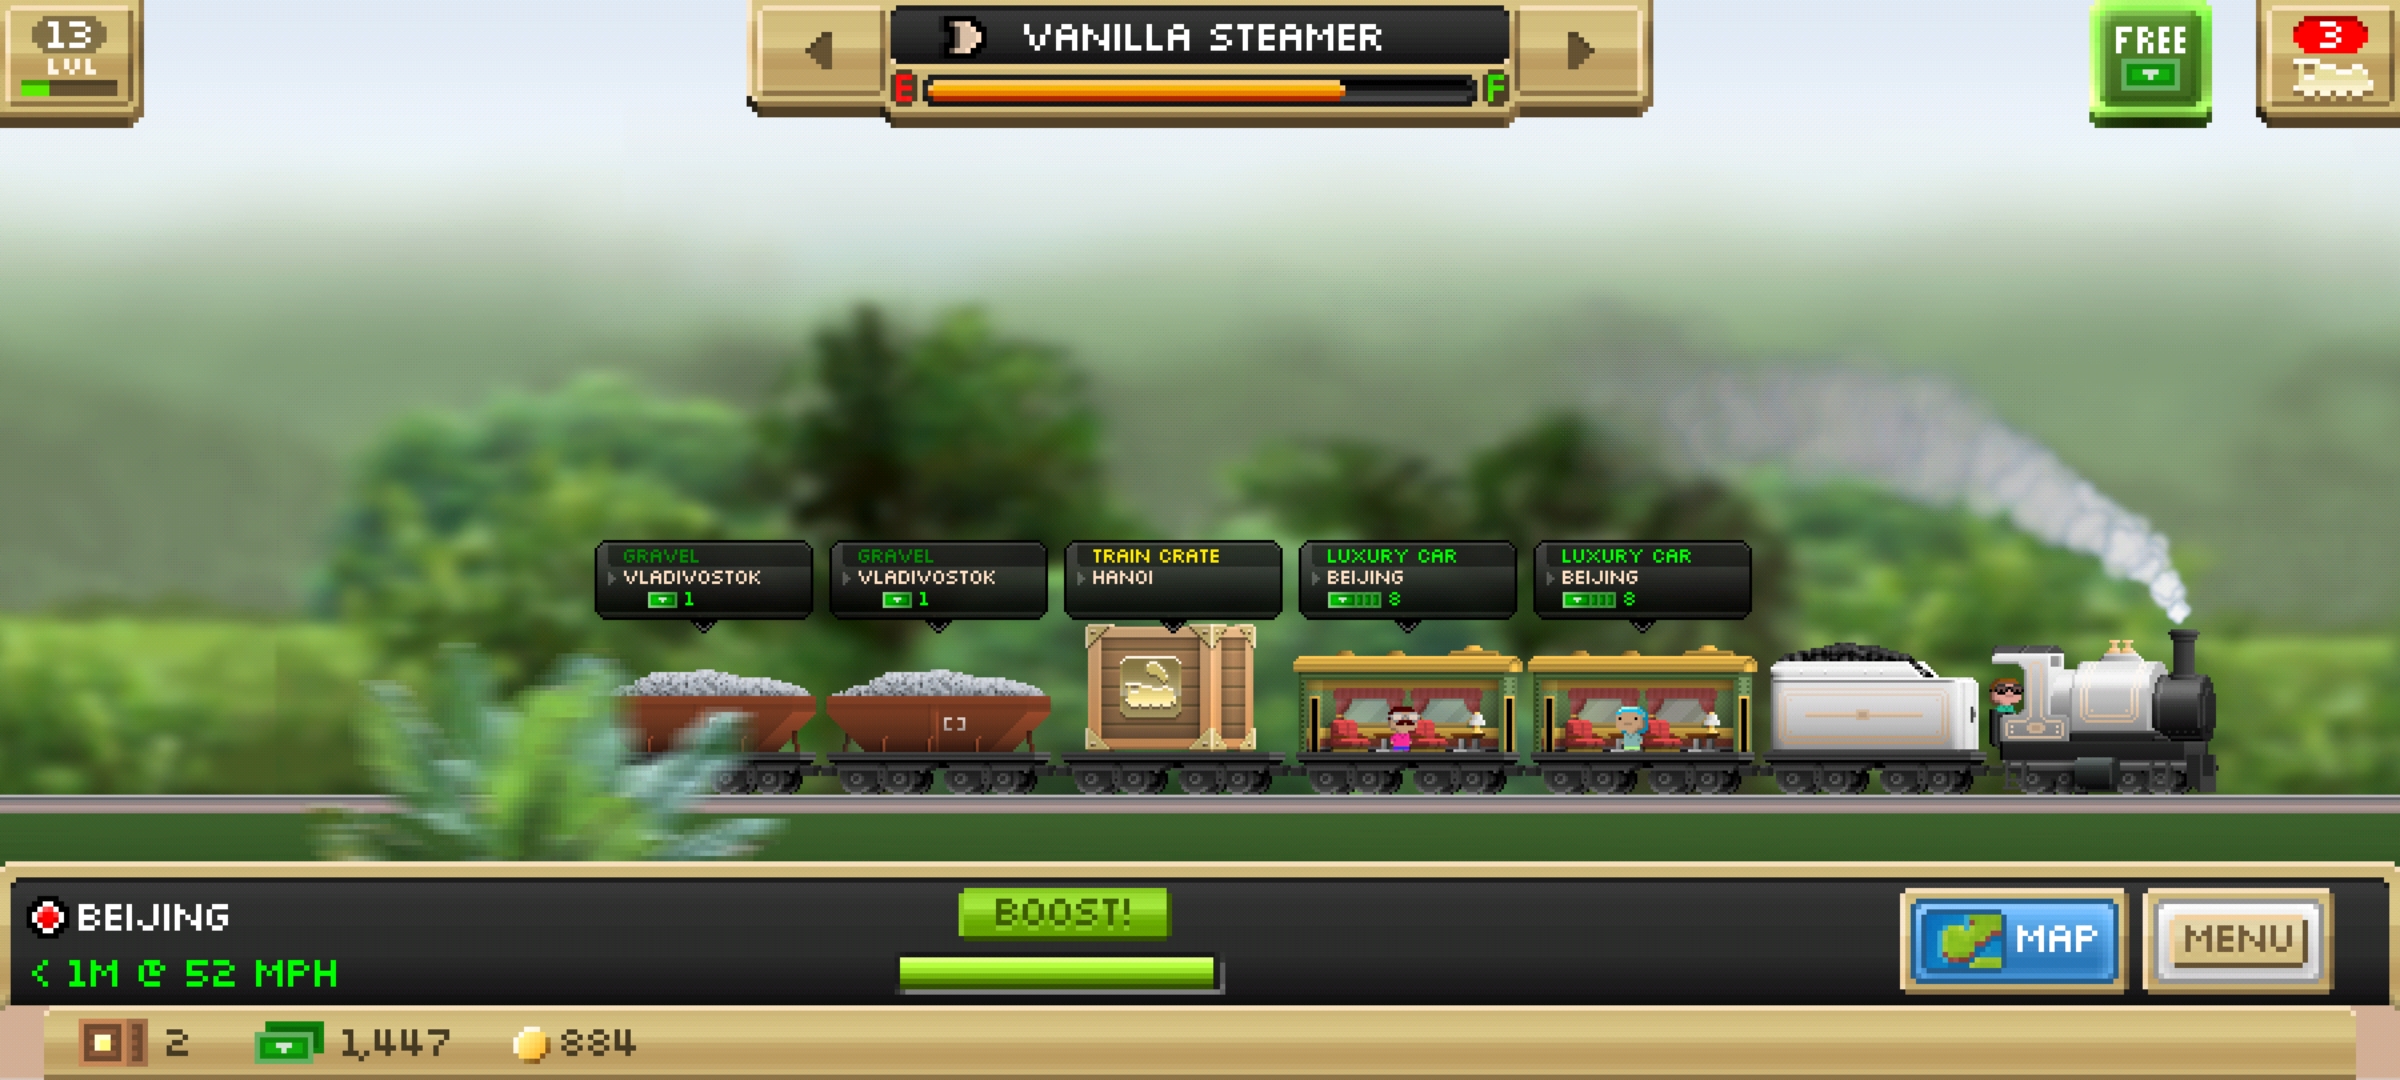 13
LVL
VANILLA STEAMER
E
F
FREE
3
GRAVEL
VLADIVOSTOK
1
GRAVEL
VLADIVOSTOK
1
TRAIN CRATE
HANOI
LUXURY CAR
BEIJING
8
LUXURY CAR
BEIJING
8
BEIJING
< 1M @ 52 MPH
BOOST!
MAP
MENU
2
1,447
884